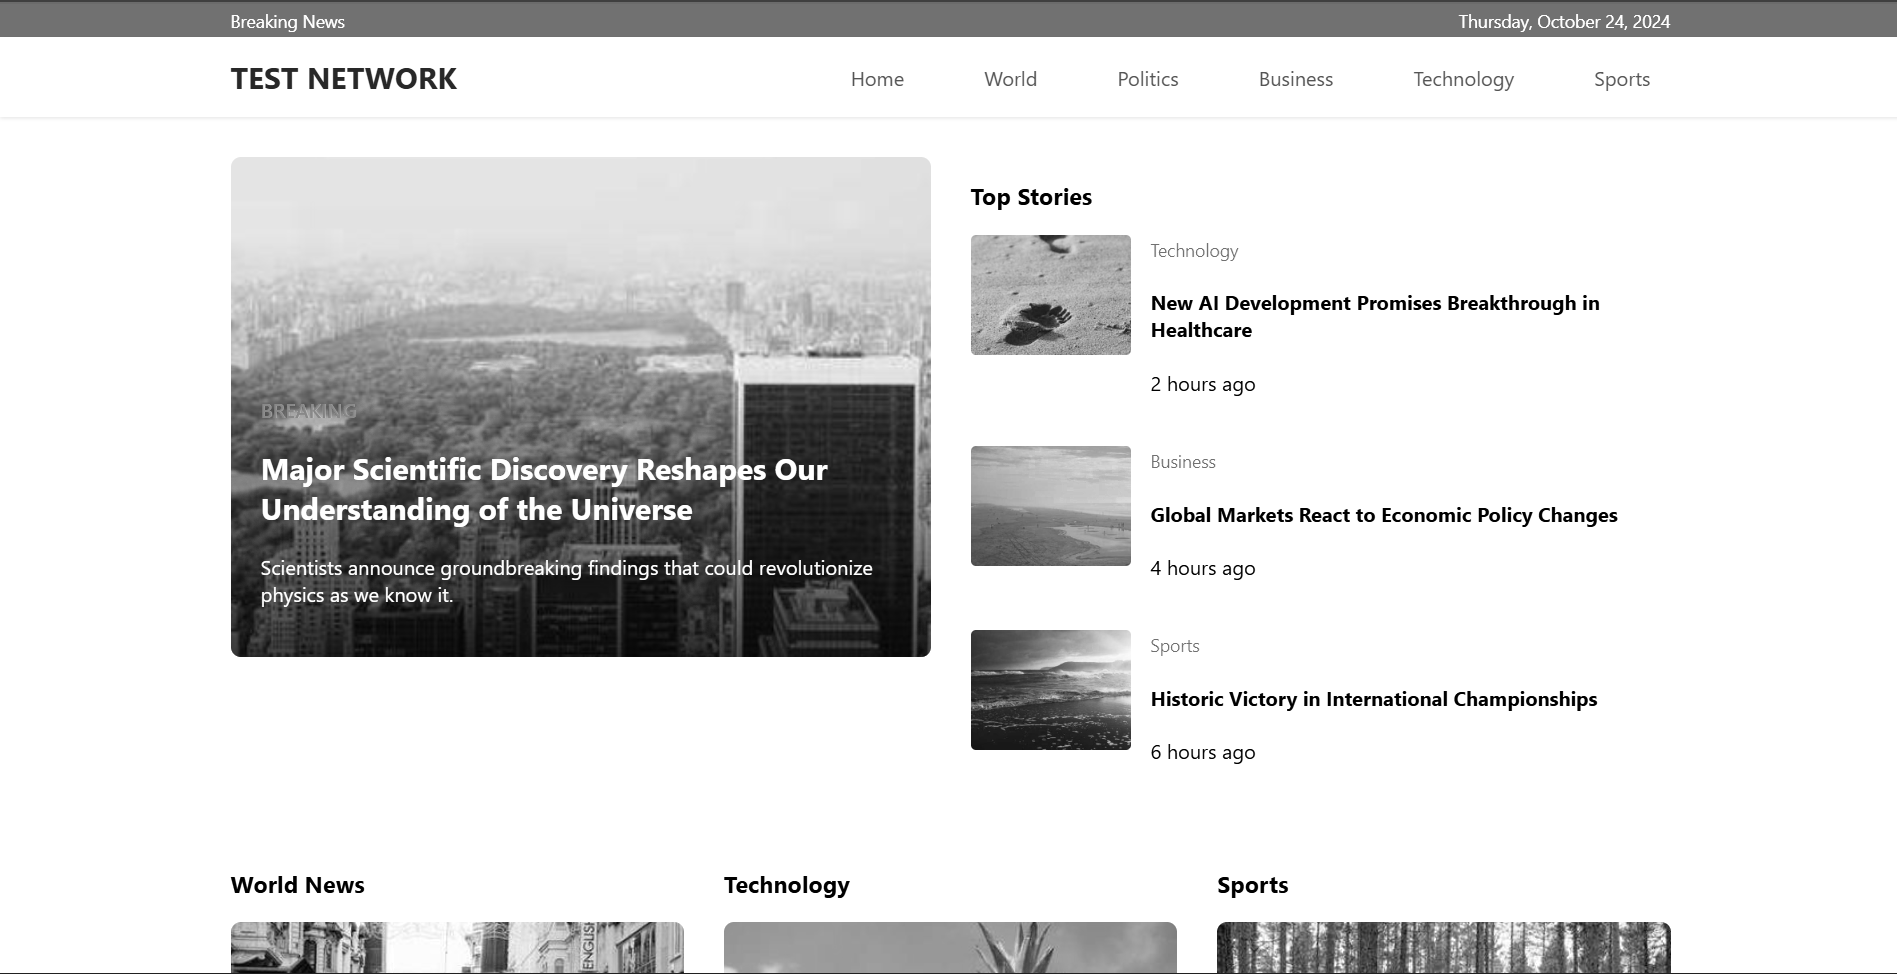 Breaking News
Thursday, October 24, 2024
TEST NETWORK
Home
World
Politics
Business
Technology
Sports
BREAKING
Major Scientific Discovery Reshapes Our
Understanding of the Universe
Scientists announce groundbreaking findings that could revolutionize
physics as we know it.
Top Stories
Technology
New AI Development Promises Breakthrough in
Healthcare
2 hours ago
Business
Global Markets React to Economic Policy Changes
4 hours ago
Sports
Historic Victory in International Championships
6 hours ago
World News
Technology
Sports
ENGLIS